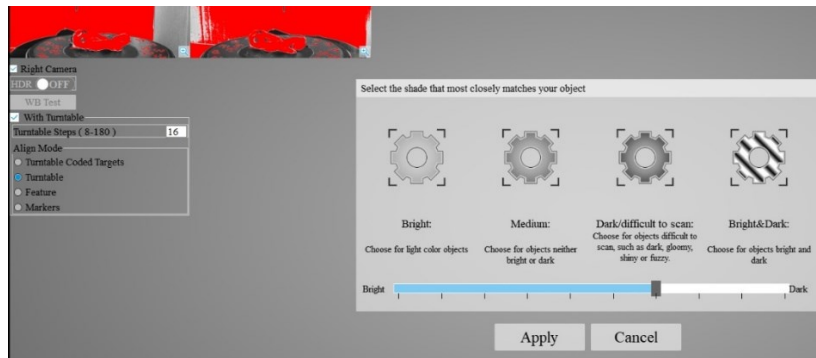 Right Camera
HDR OFF
WB Test
With Turntable
Turntable Steps ( 8-180 ) 16
Align Mode
Turntable Coded Targets
Turntable
Feature
Markers
Select the shade that most closely matches your object
Bright:
Choose for light color objects
Medium:
Choose for objects neither
bright or dark
Dark/difficult to scan:
Choose for objects difficult to
scan, such as dark, gloomy,
shiny or fuzzy.
Bright&Dark:
Choose for objects bright and
dark
Bright
Dark
Apply
Cancel